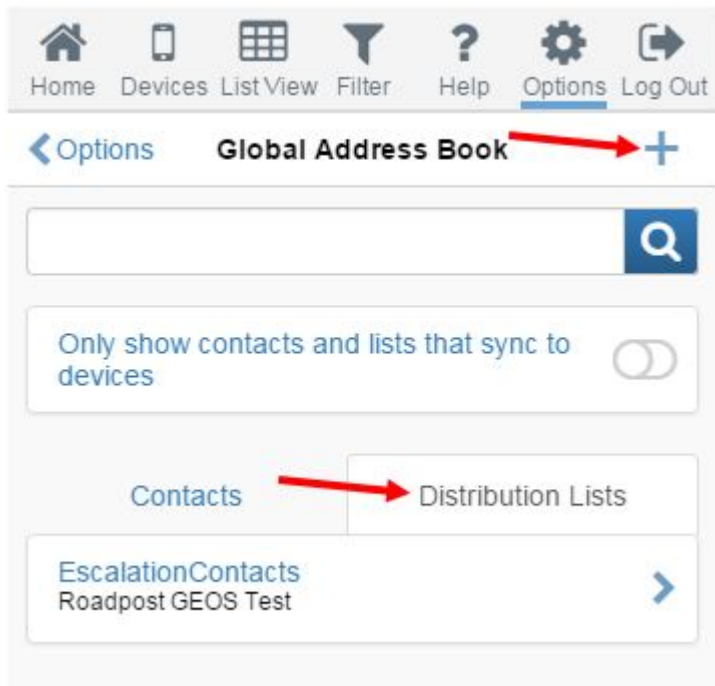 Home Devices List View Filter Help Options Log Out
Options Global Address Book
Only show contacts and lists that sync to
devices
Contacts Distribution Lists
EscalationContacts
Roadpost GEOS Test